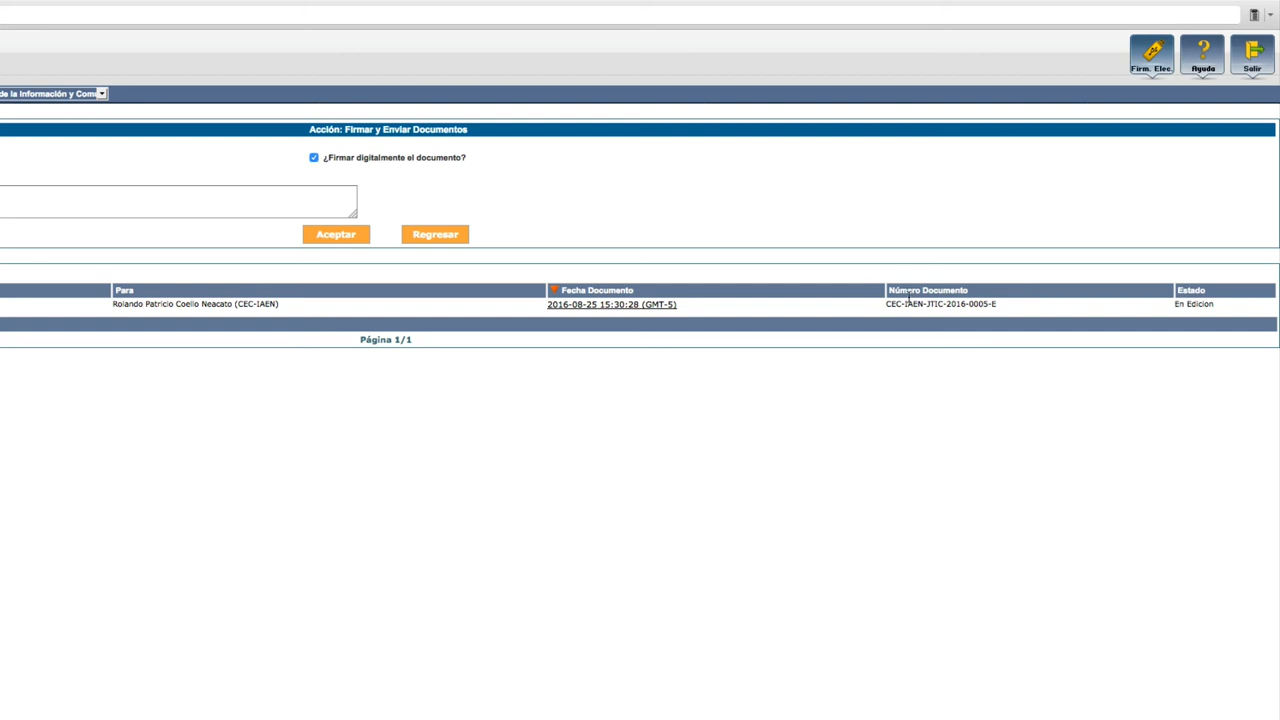 Firm. Elec.
Ayuda
Salir
de la Información y Comu
Acción: Firmar y Enviar Documentos
¿Firmar digitalmente el documento?
Aceptar
Regresar
Para
Fecha Documento
Número Documento
Estado
Rolando Patricio Coello Neacato (CEC-IAEN)
2016-08-25 15:30:28 (GMT-5)
CEC-IAEN-JTIC-2016-0005-E
En Edicion
Página 1/1